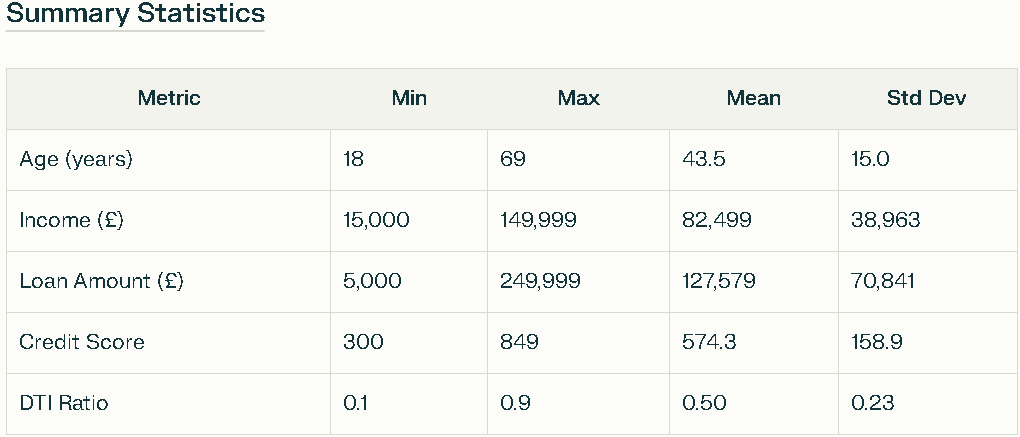 Summary Statistics
Metric Min Max Mean Std Dev
Age (years) 18 69 43.5 15.0
Income (£) 15,000 149,999 82,499 38,963
Loan Amount (£) 5,000 249,999 127,579 70,841
Credit Score 300 849 574.3 158.9
DTI Ratio 0.1 0.9 0.50 0.23